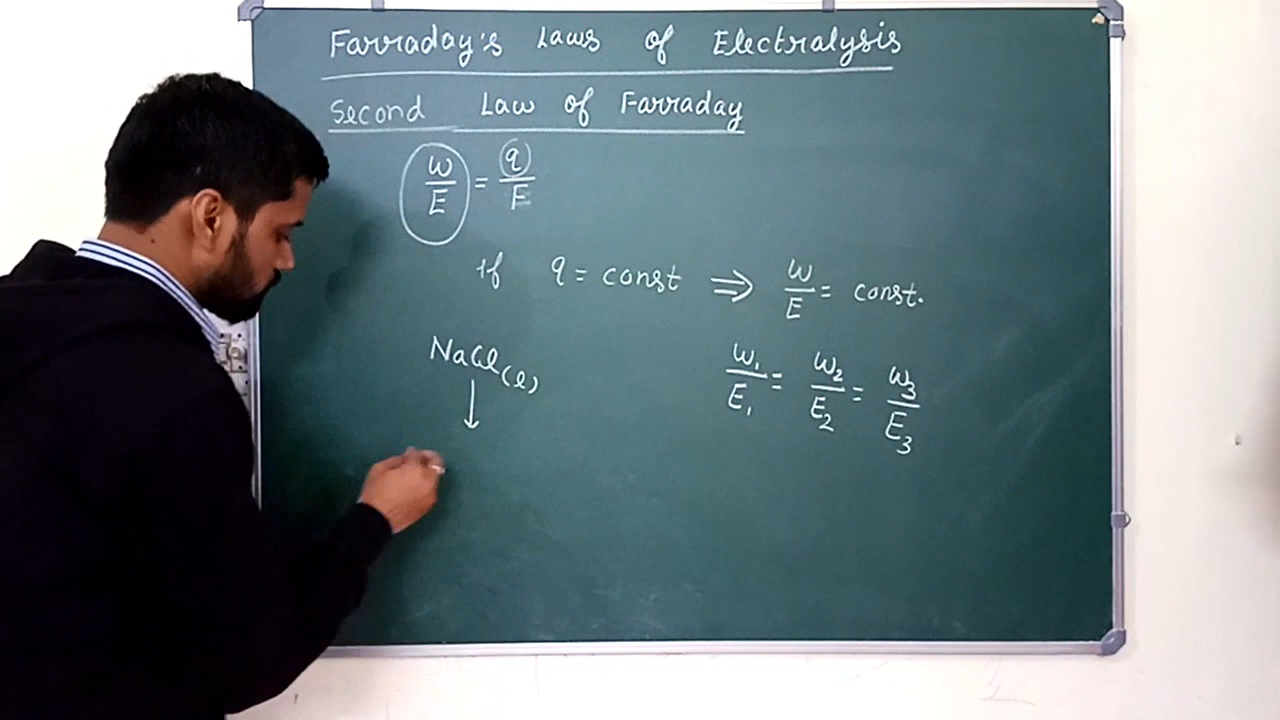 Farraday's Laws of Electralysis
Second Law of Farraday
w/E = q/F
if q = const ⇒ w/E = const.
NaCl(l)
↓
w₁/E₁ = w₂/E₂ = w₃/E₃